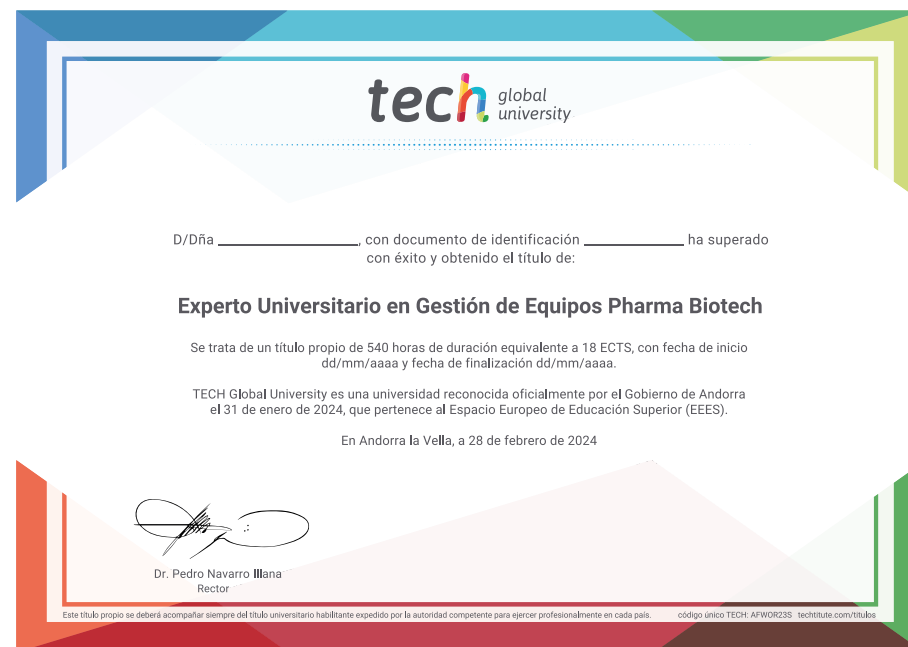 tech global university
D/Dña ____________________, con documento de identificación ______________ ha superado
con éxito y obtenido el título de:
Experto Universitario en Gestión de Equipos Pharma Biotech
Se trata de un título propio de 540 horas de duración equivalente a 18 ECTS, con fecha de inicio
dd/mm/aaaa y fecha de finalización dd/mm/aaaa.
TECH Global University es una universidad reconocida oficialmente por el Gobierno de Andorra
el 31 de enero de 2024, que pertenece al Espacio Europeo de Educación Superior (EEES).
En Andorra la Vella, a 28 de febrero de 2024
Dr. Pedro Navarro Illana
Rector
Este título propio se deberá acompañar siempre del título universitario habilitante expedido por la autoridad competente para ejercer profesionalmente en cada país. código único TECH: AFWOR23S techtitute.com/titulos